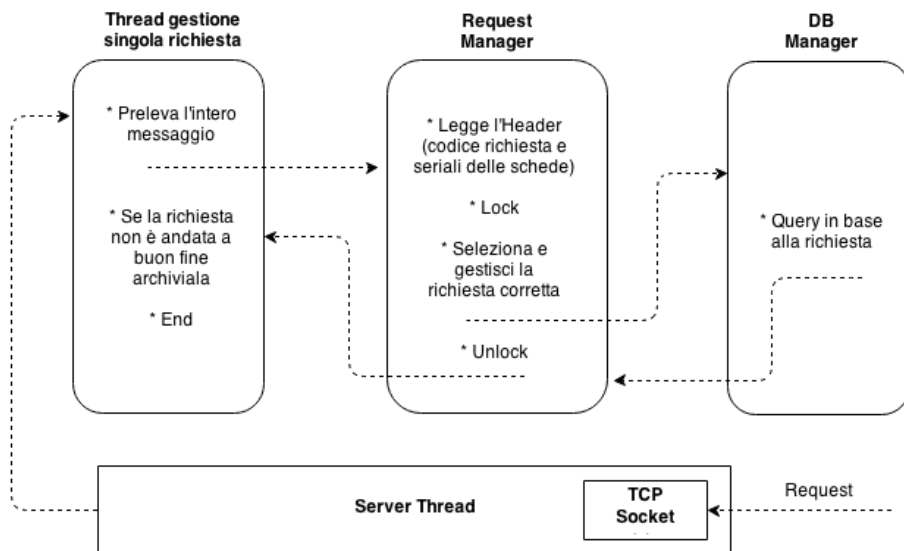 Thread gestione
singola richiesta
* Preleva l'intero
messaggio
* Se la richiesta
non è andata a
buon fine
archiviala
* End
Request
Manager
* Legge l'Header
(codice richiesta e
seriali delle schede)
* Lock
* Seleziona e
gestisci la
richiesta corretta
* Unlock
DB
Manager
* Query in base
alla richiesta
Server Thread
TCP
Socket
Request